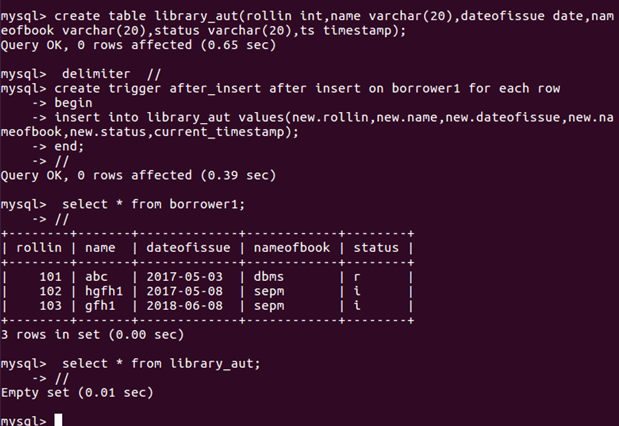 mysql> create table library_aut(rollin int,name varchar(20),dateofissue date,nam
eofbook varchar(20),status varchar(20),ts timestamp);
Query OK, 0 rows affected (0.65 sec)
mysql>  delimiter  //
mysql> create trigger after_insert after insert on borrower1 for each row
    -> begin
    -> insert into library_aut values(new.rollin,new.name,new.dateofissue,new.na
meofbook,new.status,current_timestamp);
    -> end;
    -> //
Query OK, 0 rows affected (0.39 sec)
mysql>  select * from borrower1;
    -> //
+--------+-------+-------------+------------+--------+
| rollin | name  | dateofissue | nameofbook | status |
+--------+-------+-------------+------------+--------+
|    101 | abc   | 2017-05-03  | dbms       | r      |
|    102 | hgfh1 | 2017-05-08  | sepm       | i      |
|    103 | gfh1  | 2018-06-08  | sepm       | i      |
+--------+-------+-------------+------------+--------+
3 rows in set (0.00 sec)
mysql>  select * from library_aut;
    -> //
Empty set (0.01 sec)
mysql>